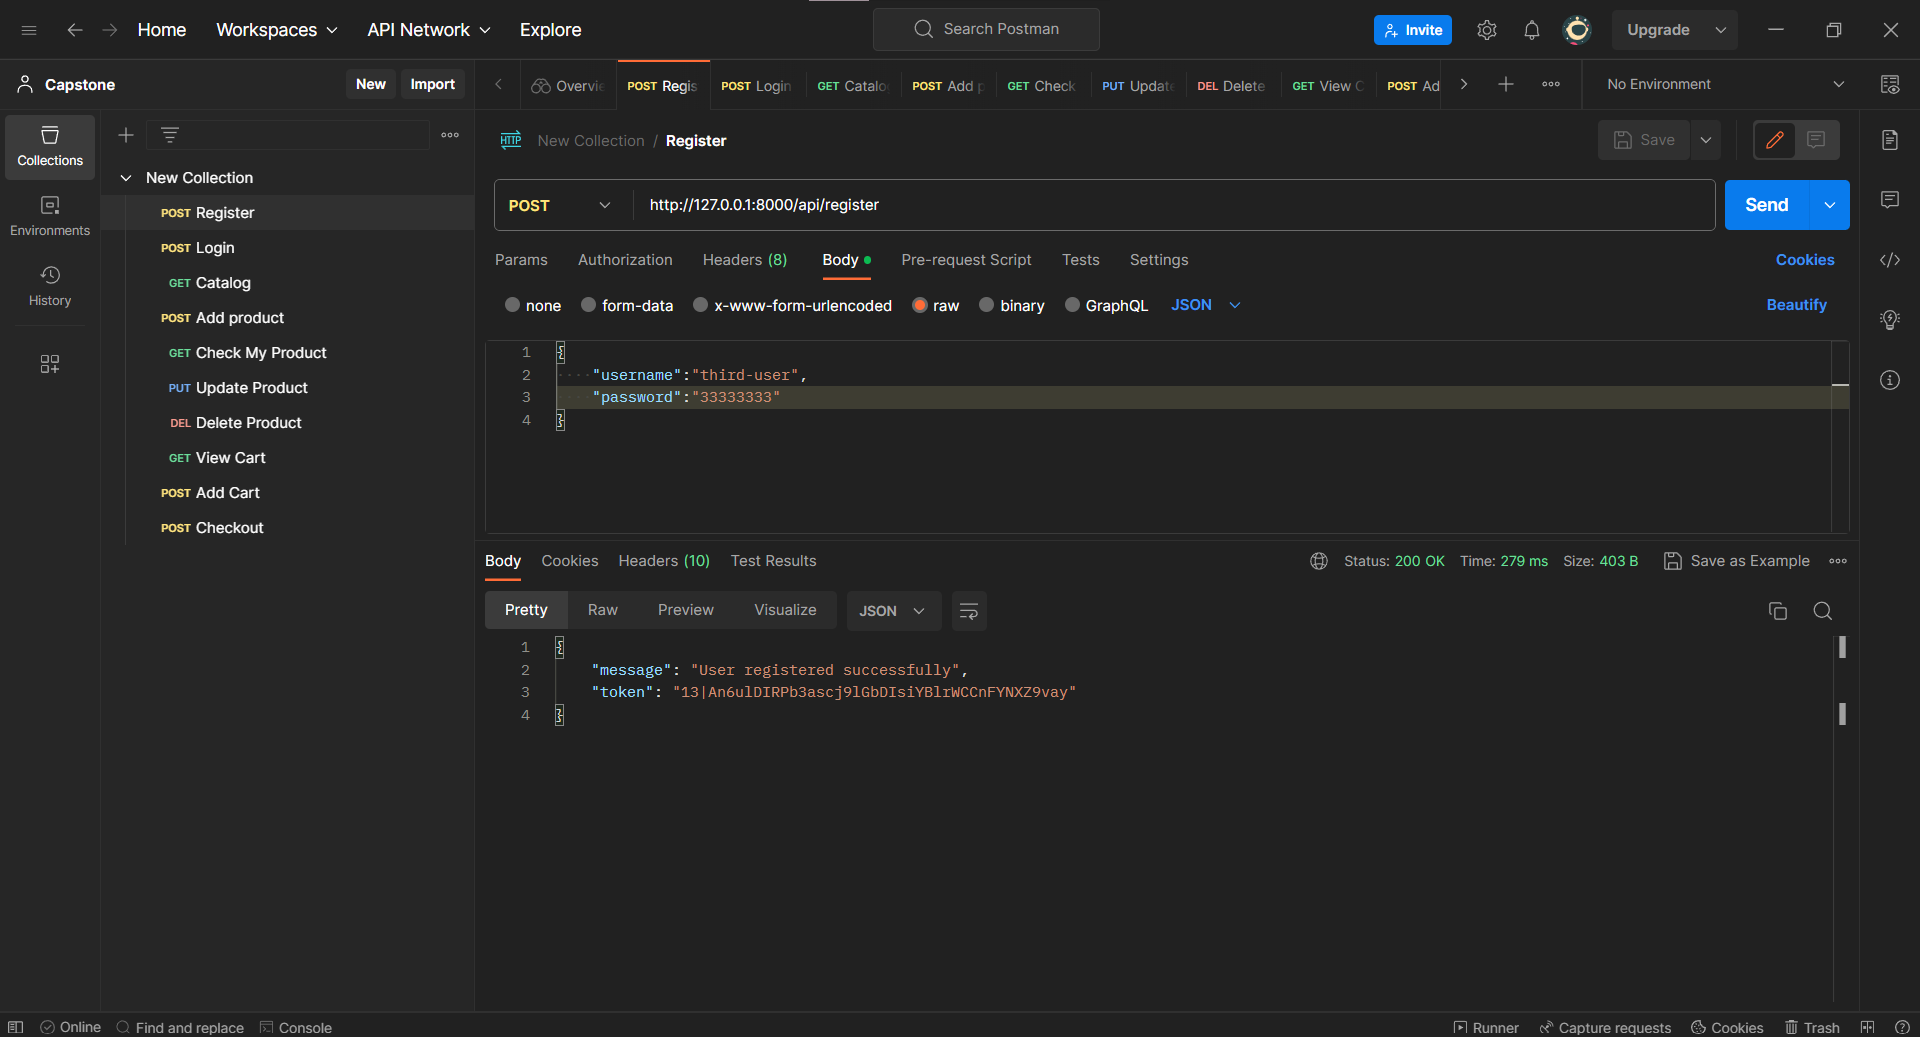 Home Workspaces API Network Explore Search Postman Invite Upgrade
Capstone New Import Overvie POST Regis POST Login GET Catalo POST Add p GET Check PUT Update DEL Delete GET View C POST Ad No Environment
Collections
Environments
History
New Collection
POST Register
POST Login
GET Catalog
POST Add product
GET Check My Product
PUT Update Product
DEL Delete Product
GET View Cart
POST Add Cart
POST Checkout
HTTP New Collection / Register Save
POST http://127.0.0.1:8000/api/register Send
Params Authorization Headers (8) Body Pre-request Script Tests Settings Cookies
none form-data x-www-form-urlencoded raw binary GraphQL JSON Beautify
1 {
2 ····"username":"third-user",
3 ····"password":"33333333"
4 }
Body Cookies Headers (10) Test Results Status: 200 OK Time: 279 ms Size: 403 B Save as Example
Pretty Raw Preview Visualize JSON
1 {
2 "message": "User registered successfully",
3 "token": "13|An6ulDIRPb3ascj9lGbDIsiYBlrWCCnFYNXZ9vay"
4 }
Online Find and replace Console Runner Capture requests Cookies Trash